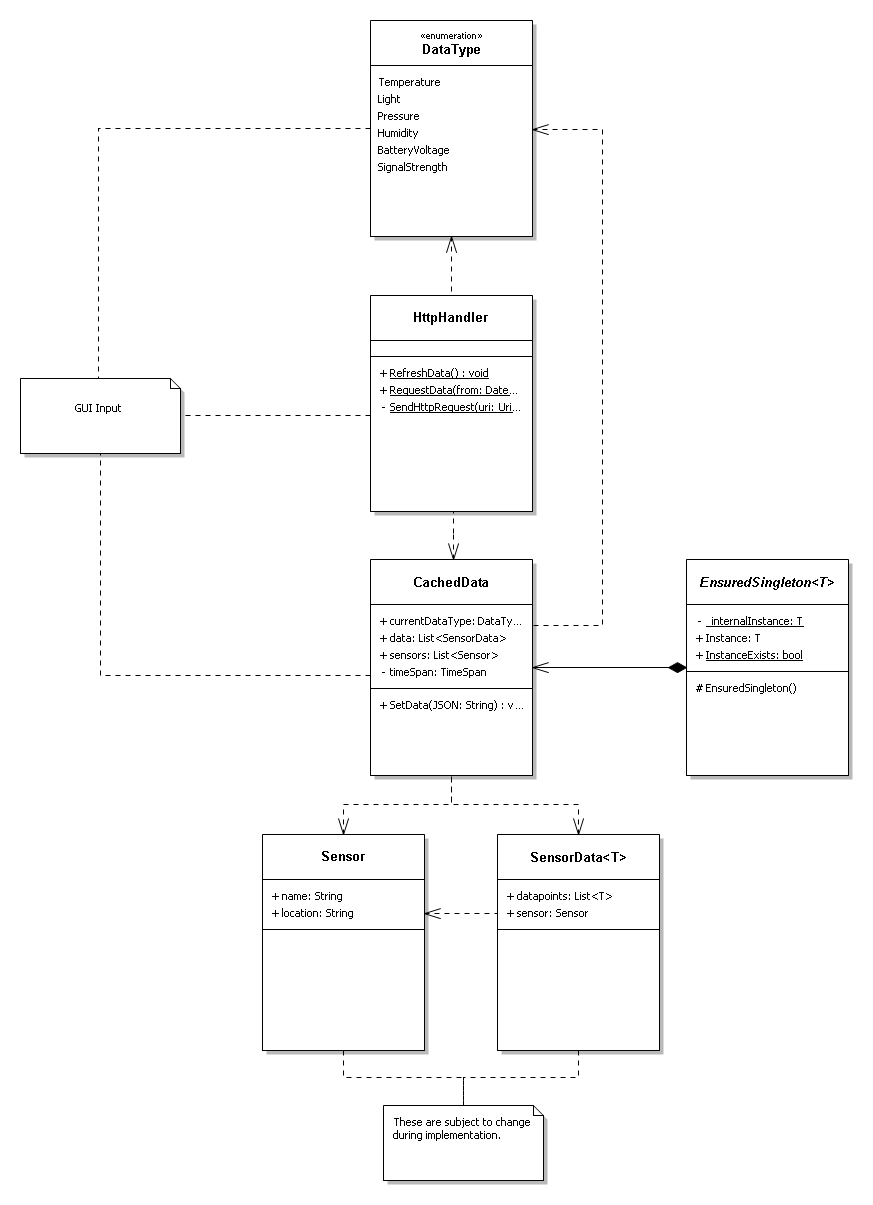 «enumeration»
DataType
Temperature
Light
Pressure
Humidity
BatteryVoltage
SignalStrength
HttpHandler
+ RefreshData() : void
+ RequestData(from: Date...
- SendHttpRequest(uri: Uri...
GUI Input
CachedData
+ currentDataType: DataTy...
+ data: List<SensorData>
+ sensors: List<Sensor>
- timeSpan: TimeSpan
+ SetData(JSON: String) : v...
EnsuredSingleton<T>
- _internalInstance: T
+ Instance: T
+ InstanceExists: bool
# EnsuredSingleton()
Sensor
+ name: String
+ location: String
SensorData<T>
+ datapoints: List<T>
+ sensor: Sensor
These are subject to change
during implementation.